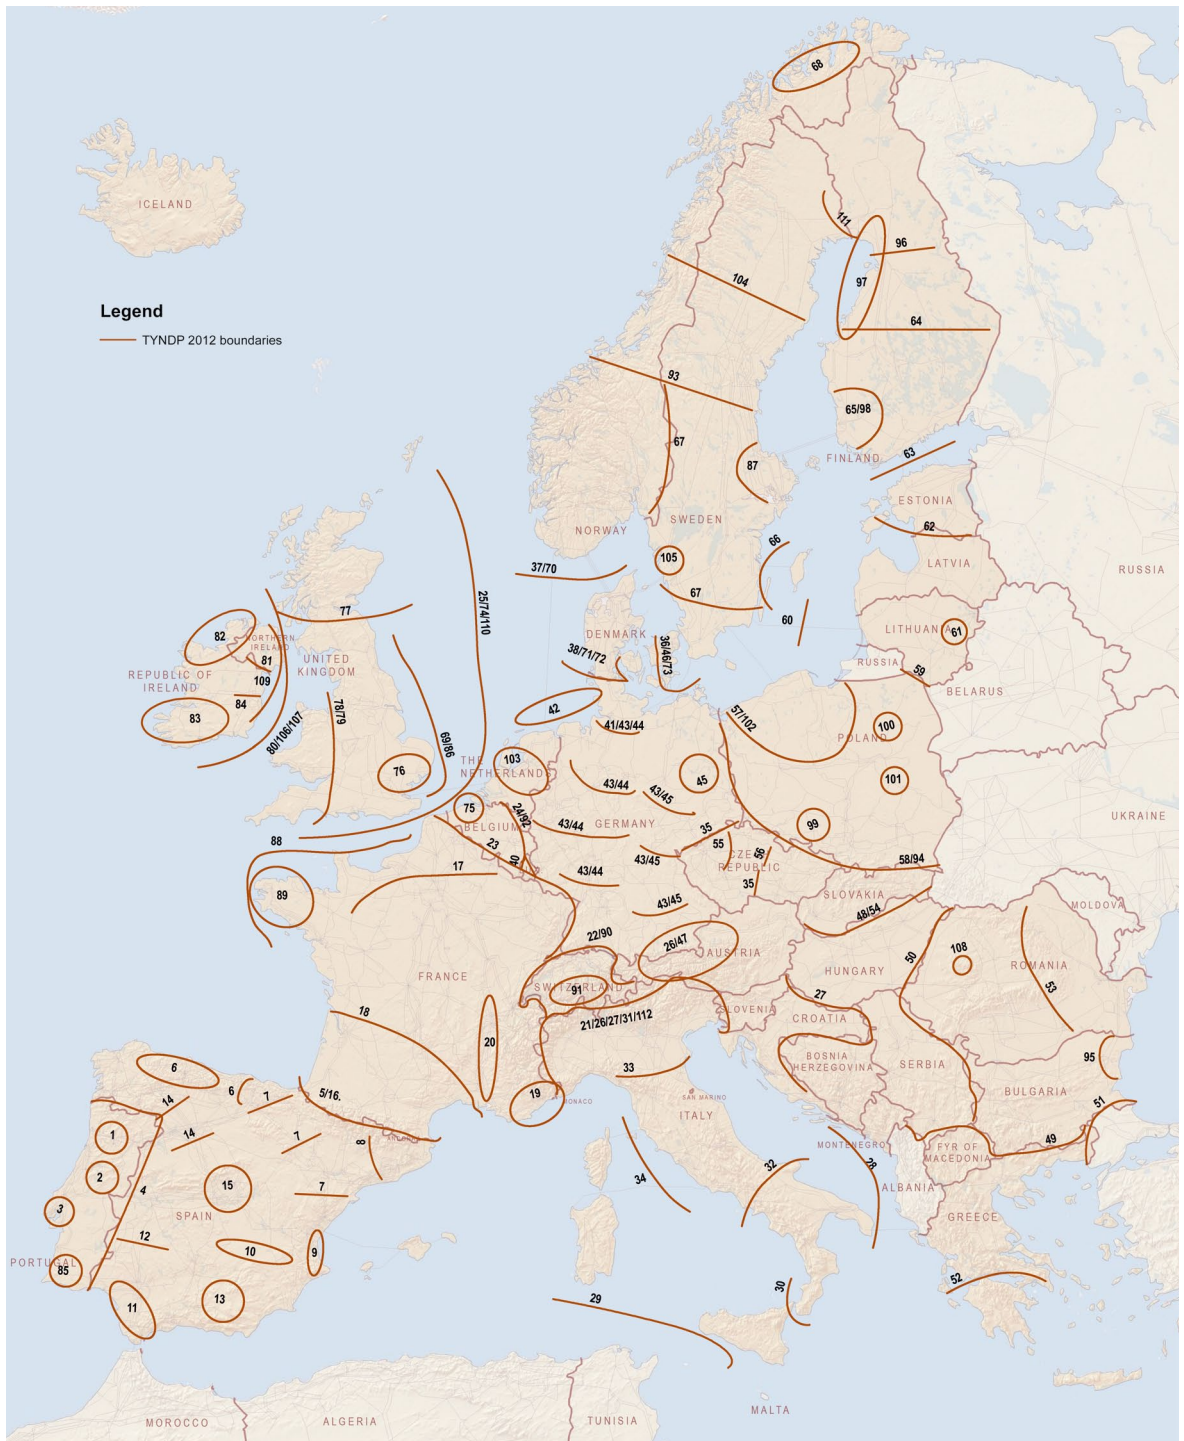 68
ICELAND
111
96
104
97
Legend
TYNDP 2012 boundaries
64
93
65/98
67
87
63
FINLAND
ESTONIA
SWEDEN
NORWAY
62
66
105
LATVIA
37/70
RUSSIA
25/74/110
67
77
60
82
NORTHERN
IRELAND
DENMARK
LITHUANIA
61
81
UNITED
KINGDOM
38/71/72
36/46/73
RUSSIA
59
REPUBLIC OF
IRELAND
109
BELARUS
84
78/79
42
83
57/102
41/43/44
100
POLAND
80/106/107
69/86
THE
NETHERLANDS
103
76
43/44
45
101
43/45
75
24/92
UKRAINE
BELGIUM
43/44
GERMANY
99
35
88
23
55
CZECH
REPUBLIC
56
40
43/45
58/94
17
43/44
35
89
SLOVAKIA
43/45
48/54
MOLDOVA
22/90
26/47
AUSTRIA
108
50
FRANCE
HUNGARY
ROMANIA
SWITZERLAND
91
53
27
18
SLOVENIA
21/26/27/31/112
CROATIA
20
BOSNIA
HERZEGOVINA
95
6
33
SERBIA
5/16.
6
7
19
MONACO
SAN MARINO
BULGARIA
14
ITALY
51
1
14
7
8
ANDORRA
MONTENEGRO
49
FYR OF
MACEDONIA
2
32
28
34
4
15
7
ALBANIA
3
SPAIN
GREECE
12
10
9
PORTUGAL
85
52
30
11
13
29
MALTA
MOROCCO
ALGERIA
TUNISIA